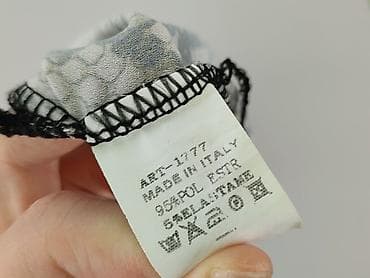 ART-1777
MADE IN ITALY
95%POL ESTR
5%ELASTAME